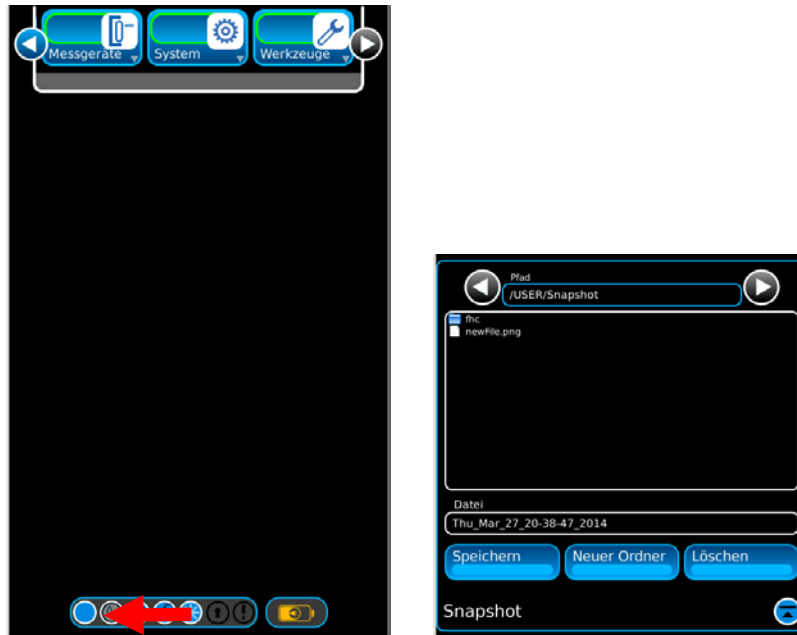 Messgeräte System Werkzeuge
Pfad
/USER/Snapshot
fhc
newFile.png
Datei
Thu_Mar_27_20-38-47_2014
Speichern Neuer Ordner Löschen
Snapshot